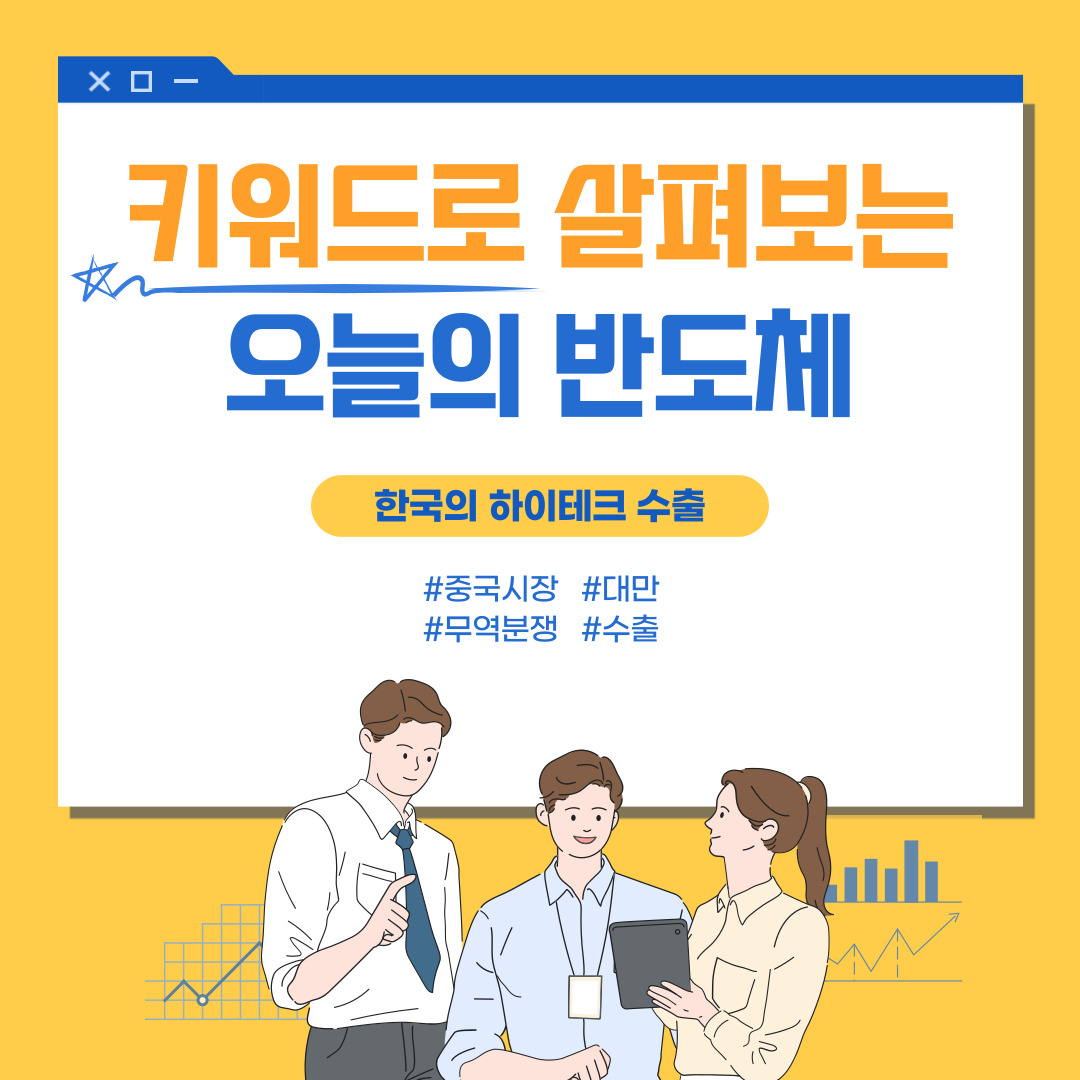 키워드로 살펴보는
오늘의 반도체
한국의 하이테크 수출
#중국시장 #대만
#무역분쟁 #수출